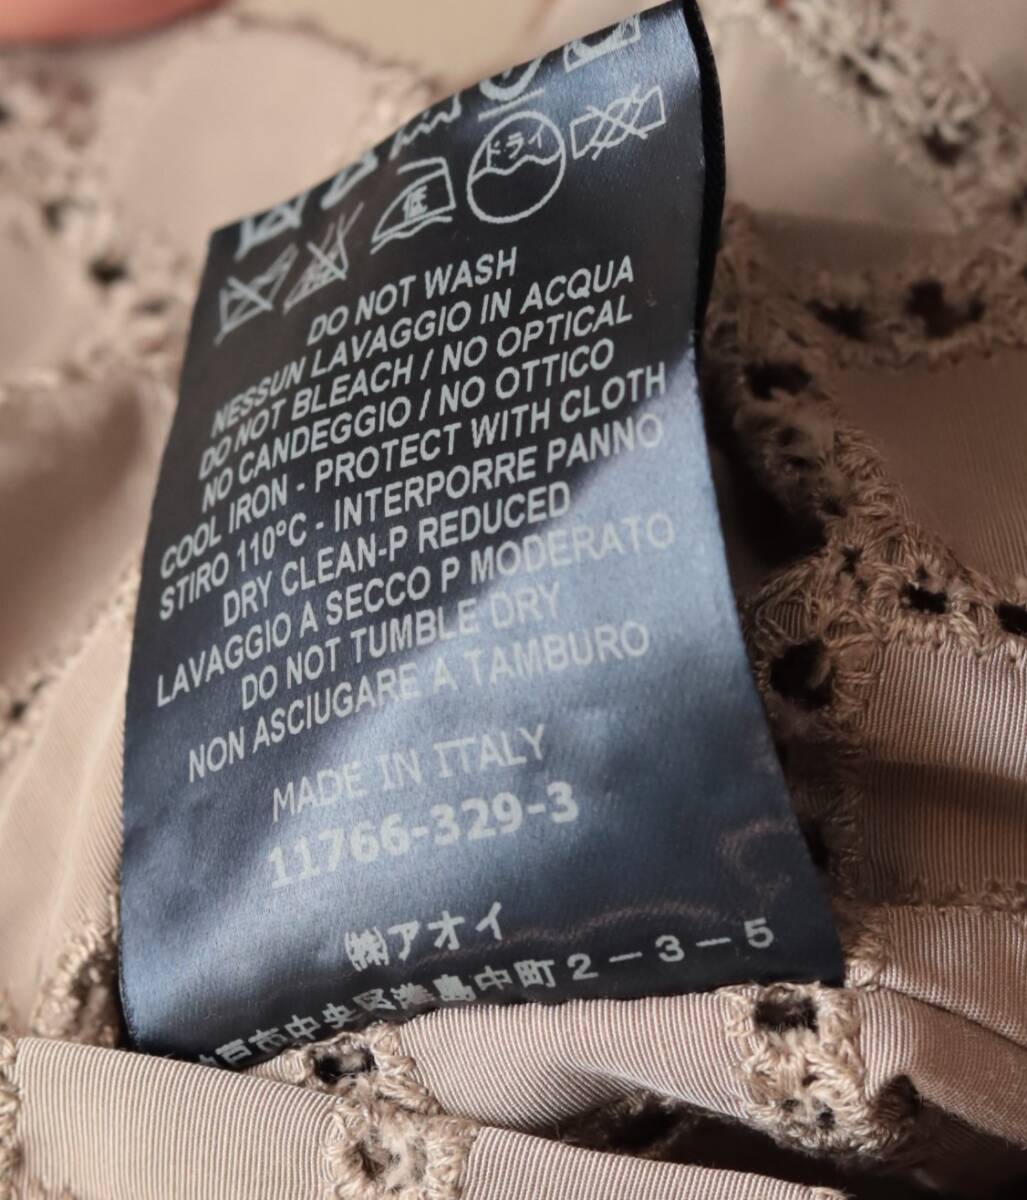 ドライ
低
DO NOT WASH
NESSUN LAVAGGIO IN ACQUA
DO NOT BLEACH / NO OPTICAL
NO CANDEGGIO / NO OTTICO
COOL IRON - PROTECT WITH CLOTH
STIRO 110°C - INTERPORRE PANNO
DRY CLEAN-P REDUCED
LAVAGGIO A SECCO P MODERATO
DO NOT TUMBLE DRY
NON ASCIUGARE A TAMBURO
MADE IN ITALY
11766-329-3
㈱アオイ
神戸市中央区港島中町2-3-5